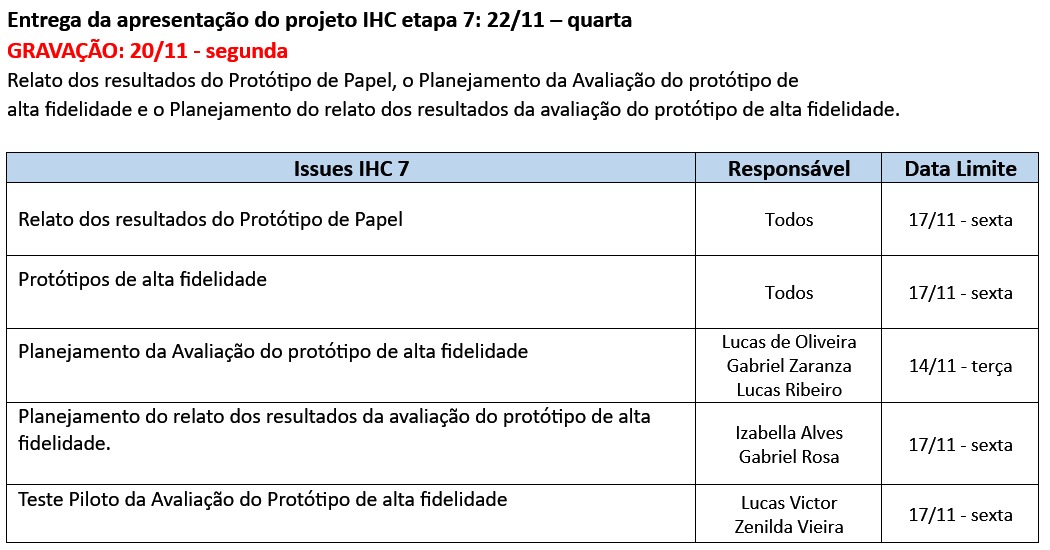 Entrega da apresentação do projeto IHC etapa 7: 22/11 – quarta
GRAVAÇÃO: 20/11 - segunda
Relato dos resultados do Protótipo de Papel, o Planejamento da Avaliação do protótipo de
alta fidelidade e o Planejamento do relato dos resultados da avaliação do protótipo de alta fidelidade.
Issues IHC 7 Responsável Data Limite
Relato dos resultados do Protótipo de Papel Todos 17/11 - sexta
Protótipos de alta fidelidade Todos 17/11 - sexta
Planejamento da Avaliação do protótipo de alta fidelidade
Lucas de Oliveira
Gabriel Zaranza
Lucas Ribeiro
14/11 - terça
Planejamento do relato dos resultados da avaliação do protótipo de alta
fidelidade.
Izabella Alves
Gabriel Rosa
17/11 - sexta
Teste Piloto da Avaliação do Protótipo de alta fidelidade
Lucas Victor
Zenilda Vieira
17/11 - sexta